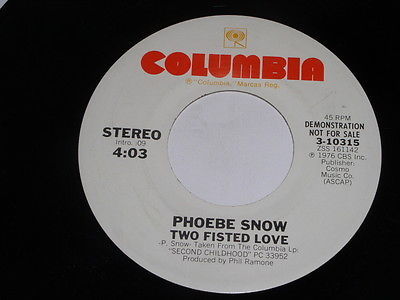 COLUMBIA
® "Columbia," Marcas Reg.
45 RPM
DEMONSTRATION
NOT FOR SALE
3-10315
ZSS 161142
℗ 1976 CBS Inc.
Publisher:
Cosmo
Music Co.
(ASCAP)
STEREO
Intro. :09
4:03
PHOEBE SNOW
TWO FISTED LOVE
-P. Snow- Taken From The Columbia Lp:
"SECOND CHILDHOOD" PC 33952
Produced by Phil Ramone